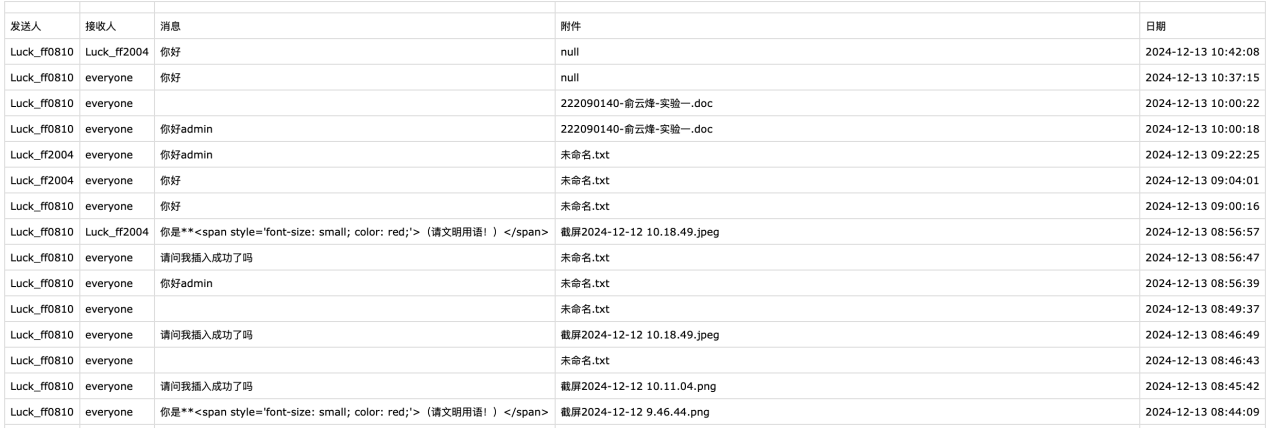 发送人 接收人 消息 附件 日期
Luck_ff0810 Luck_ff2004 你好 null 2024-12-13 10:42:08
Luck_ff0810 everyone 你好 null 2024-12-13 10:37:15
Luck_ff0810 everyone 222090140-俞云烽-实验一.doc 2024-12-13 10:00:22
Luck_ff0810 everyone 你好admin 222090140-俞云烽-实验一.doc 2024-12-13 10:00:18
Luck_ff2004 everyone 你好admin 未命名.txt 2024-12-13 09:22:25
Luck_ff2004 everyone 你好 未命名.txt 2024-12-13 09:04:01
Luck_ff0810 everyone 你好 未命名.txt 2024-12-13 09:00:16
Luck_ff0810 Luck_ff2004 你是**<span style='font-size: small; color: red;'>（请文明用语！）</span> 截屏2024-12-12 10.18.49.jpeg 2024-12-13 08:56:57
Luck_ff0810 everyone 请问我插入成功了吗 未命名.txt 2024-12-13 08:56:47
Luck_ff0810 everyone 你好admin 未命名.txt 2024-12-13 08:56:39
Luck_ff0810 everyone 未命名.txt 2024-12-13 08:49:37
Luck_ff0810 everyone 请问我插入成功了吗 截屏2024-12-12 10.18.49.jpeg 2024-12-13 08:46:49
Luck_ff0810 everyone 未命名.txt 2024-12-13 08:46:43
Luck_ff0810 everyone 请问我插入成功了吗 截屏2024-12-12 10.11.04.png 2024-12-13 08:45:42
Luck_ff0810 everyone 你是**<span style='font-size: small; color: red;'>（请文明用语！）</span> 截屏2024-12-12 9.46.44.png 2024-12-13 08:44:09